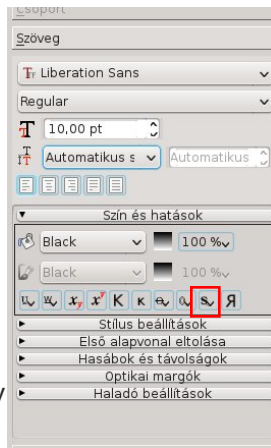 Csoport
Szöveg
Liberation Sans
Regular
10,00 pt
Automatikus s Automatikus
Szín és hatások
Black 100 %
Black 100 %
U W x, x' K K O O S Я
Stílus beállítások
Első alapvonal eltolása
Hasábok és távolságok
Optikai margók
Haladó beállítások